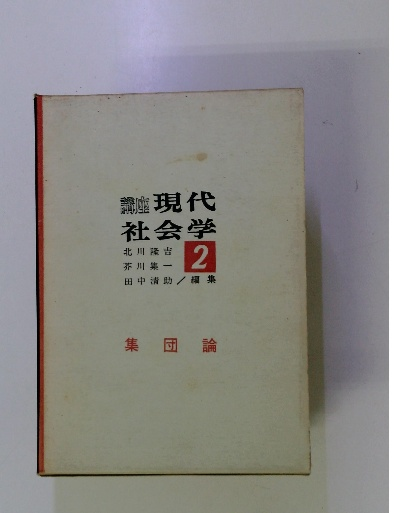 講座 現代
社会学
2
北川隆吉
芥川集一
田中清助／編集
集団論